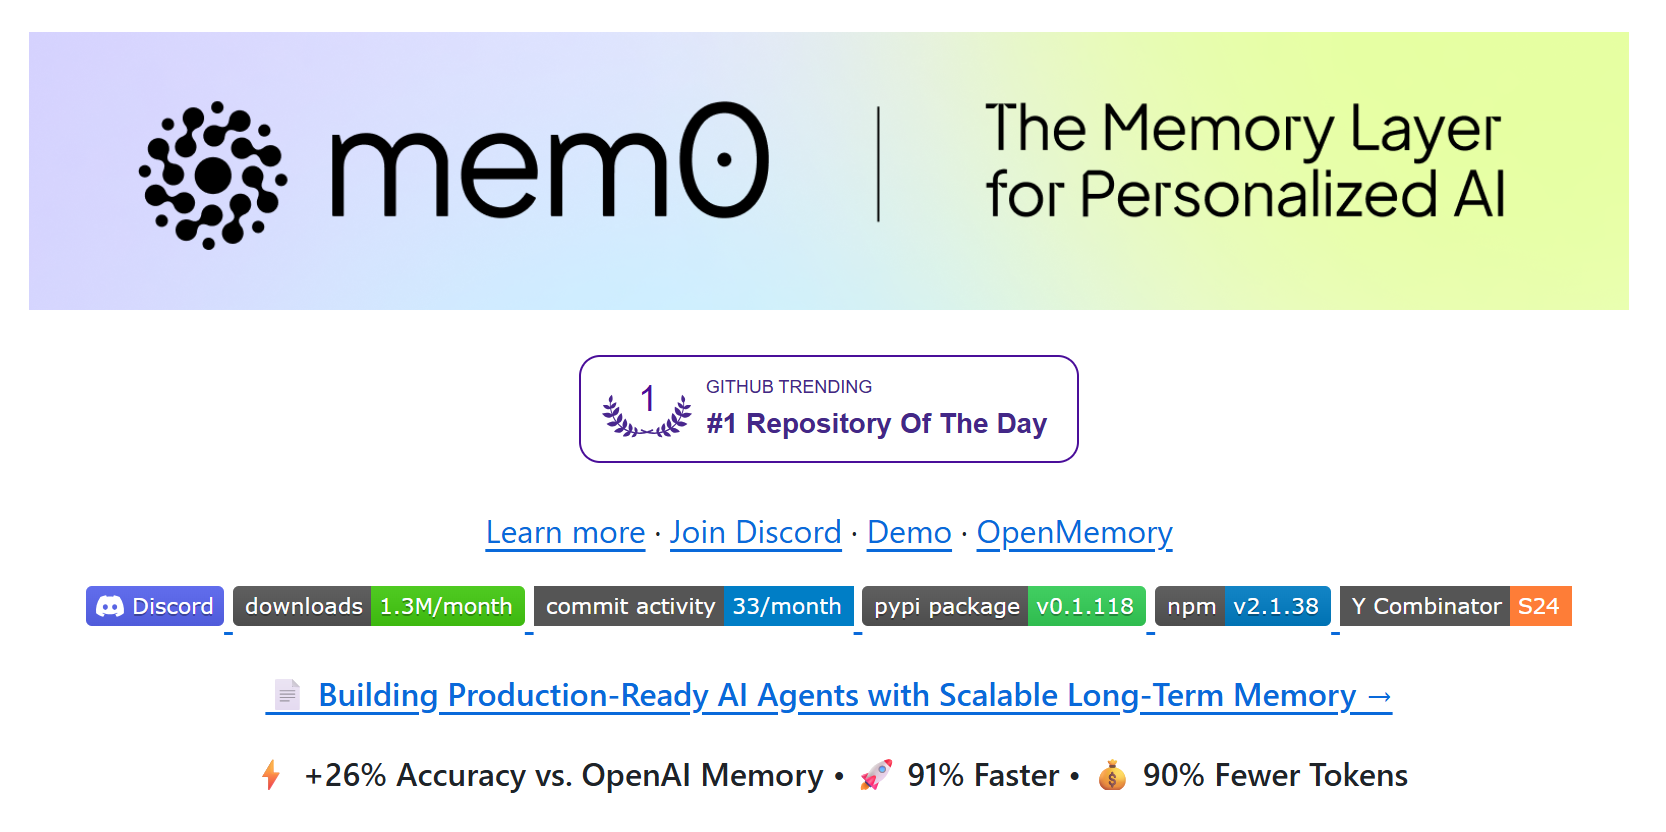 mem0
The Memory Layer
for Personalized AI
1
GITHUB TRENDING
#1 Repository Of The Day
Learn more · Join Discord · Demo · OpenMemory
Discord downloads 1.3M/month commit activity 33/month pypi package v0.1.118 npm v2.1.38 Y Combinator S24
📄 Building Production-Ready AI Agents with Scalable Long-Term Memory →
⚡ +26% Accuracy vs. OpenAI Memory • 🚀 91% Faster • 💰 90% Fewer Tokens